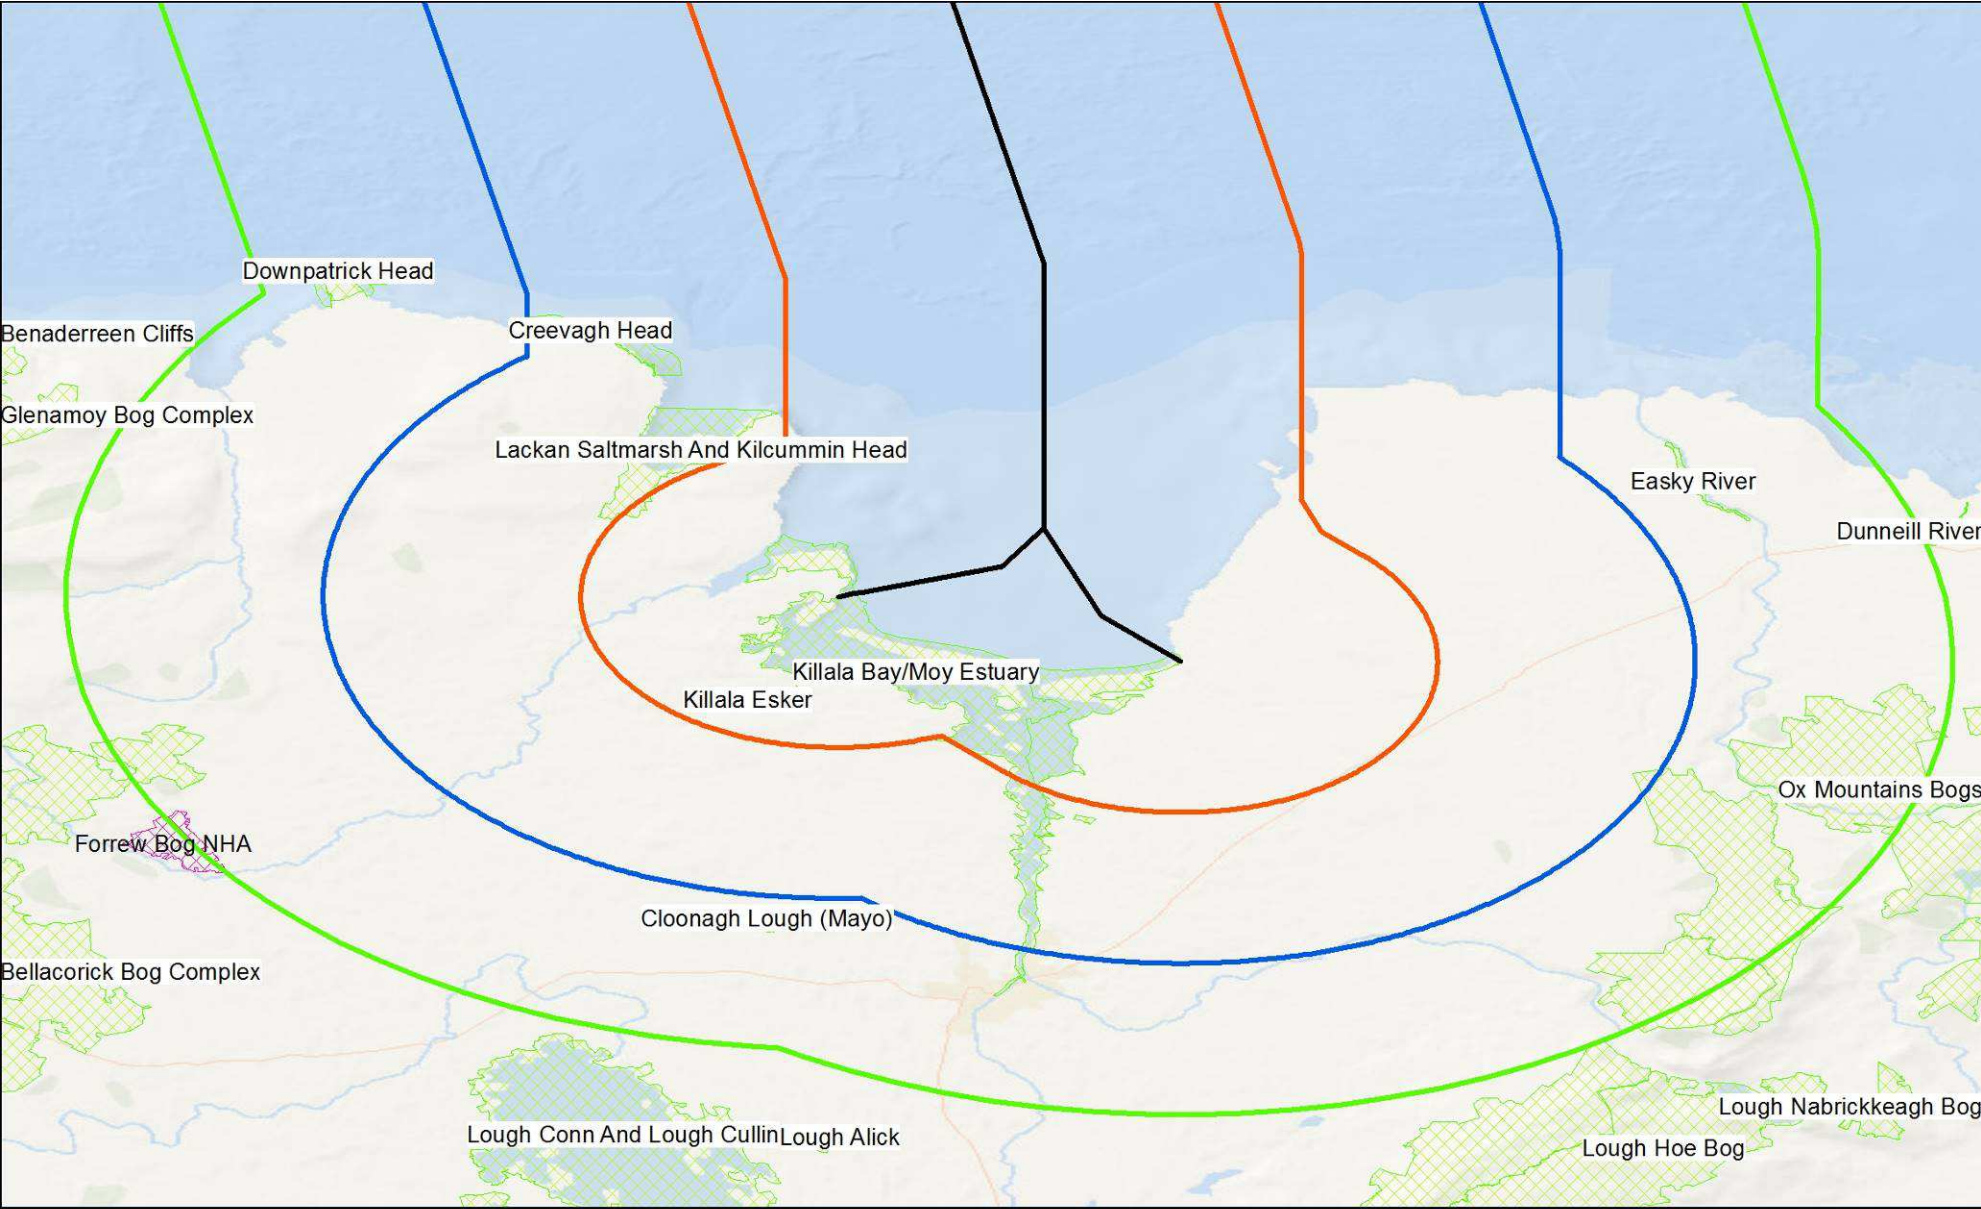 Downpatrick Head
Benaderreen Cliffs
Creevagh Head
Glenamoy Bog Complex
Lackan Saltmarsh And Kilcummin Head
Easky River
Dunneill River
Killala Bay/Moy Estuary
Killala Esker
Ox Mountains Bogs
Forrew Bog NHA
Cloonagh Lough (Mayo)
Bellacorick Bog Complex
Lough Nabrickkeagh Bog
Lough Conn And Lough Cullin
Lough Alick
Lough Hoe Bog